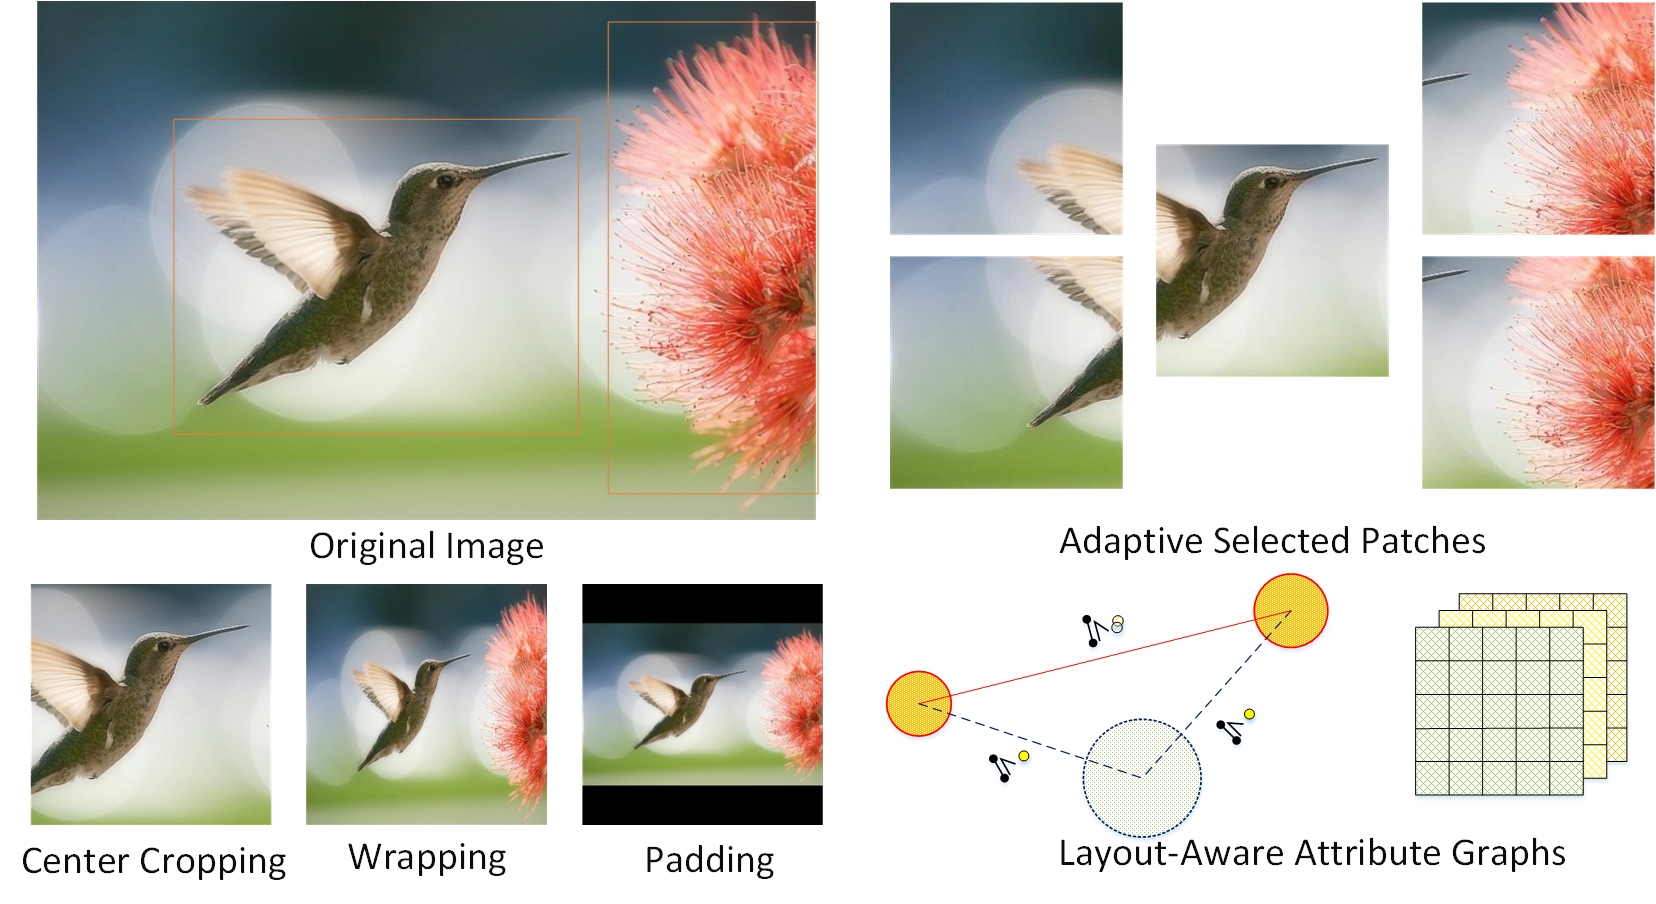 Original Image
Adaptive Selected Patches
Center Cropping
Wrapping
Padding
Layout-Aware Attribute Graphs